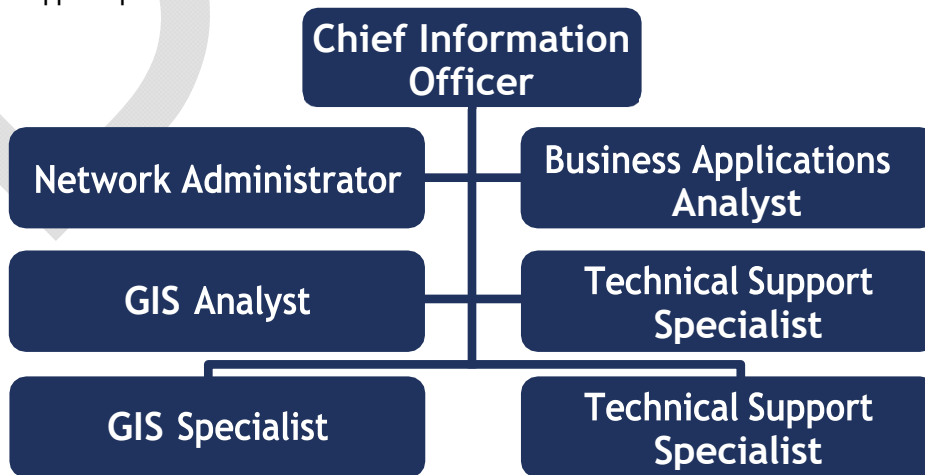 Chief Information
Officer
Network Administrator
Business Applications
Analyst
GIS Analyst
Technical Support
Specialist
GIS Specialist
Technical Support
Specialist